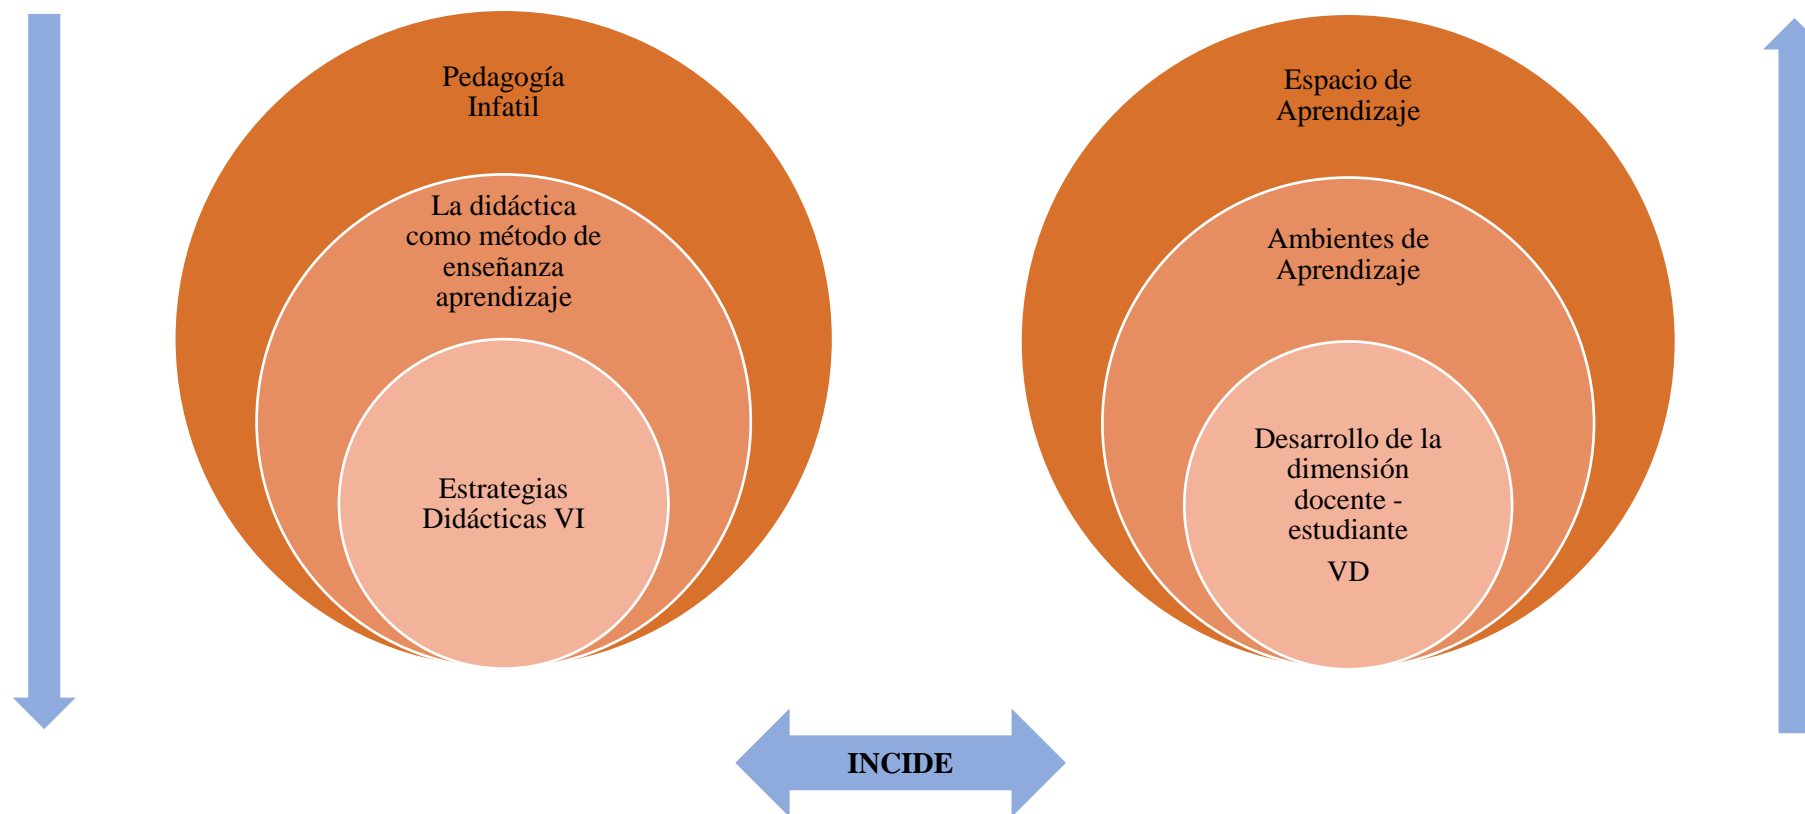 Pedagogía
Infatil
La didáctica
como método de
enseñanza
aprendizaje
Estrategias
Didácticas VI
Espacio de
Aprendizaje
Ambientes de
Aprendizaje
Desarrollo de la
dimensión
docente -
estudiante
VD
INCIDE